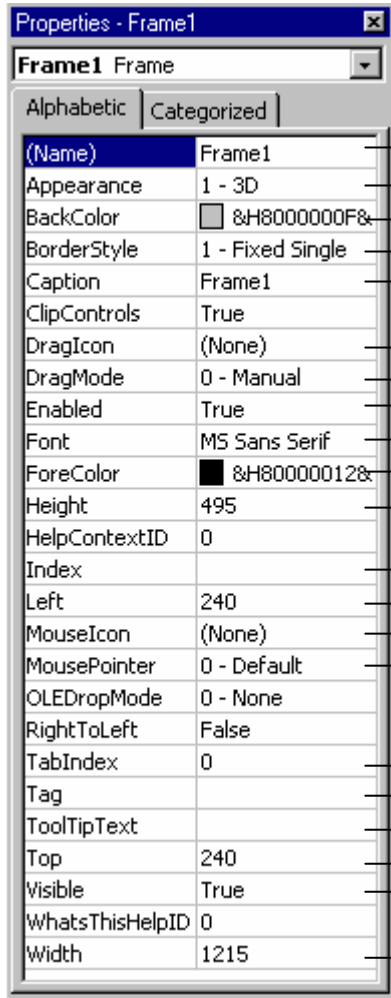 Properties - Frame1
Frame1 Frame
Alphabetic Categorized
(Name) Frame1
Appearance 1 - 3D
BackColor &H8000000F&
BorderStyle 1 - Fixed Single
Caption Frame1
ClipControls True
DragIcon (None)
DragMode 0 - Manual
Enabled True
Font MS Sans Serif
ForeColor &H80000012&
Height 495
HelpContextID 0
Index
Left 240
MouseIcon (None)
MousePointer 0 - Default
OLEDropMode 0 - None
RightToLeft False
TabIndex 0
Tag
ToolTipText
Top 240
Visible True
WhatsThisHelpID 0
Width 1215